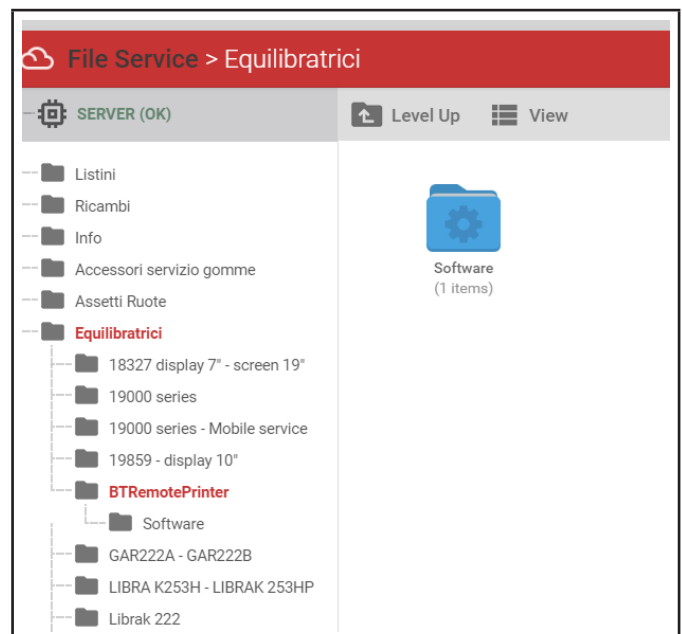 File Service > Equilibratrici
SERVER (OK)
Level Up
View
Listini
Ricambi
Info
Accessori servizio gomme
Assetti Ruote
Equilibratrici
18327 display 7" - screen 19"
19000 series
19000 series - Mobile service
19859 - display 10"
BTRemotePrinter
Software
GAR222A - GAR222B
LIBRA K253H - LIBRAK 253HP
Librak 222
Software
(1 items)